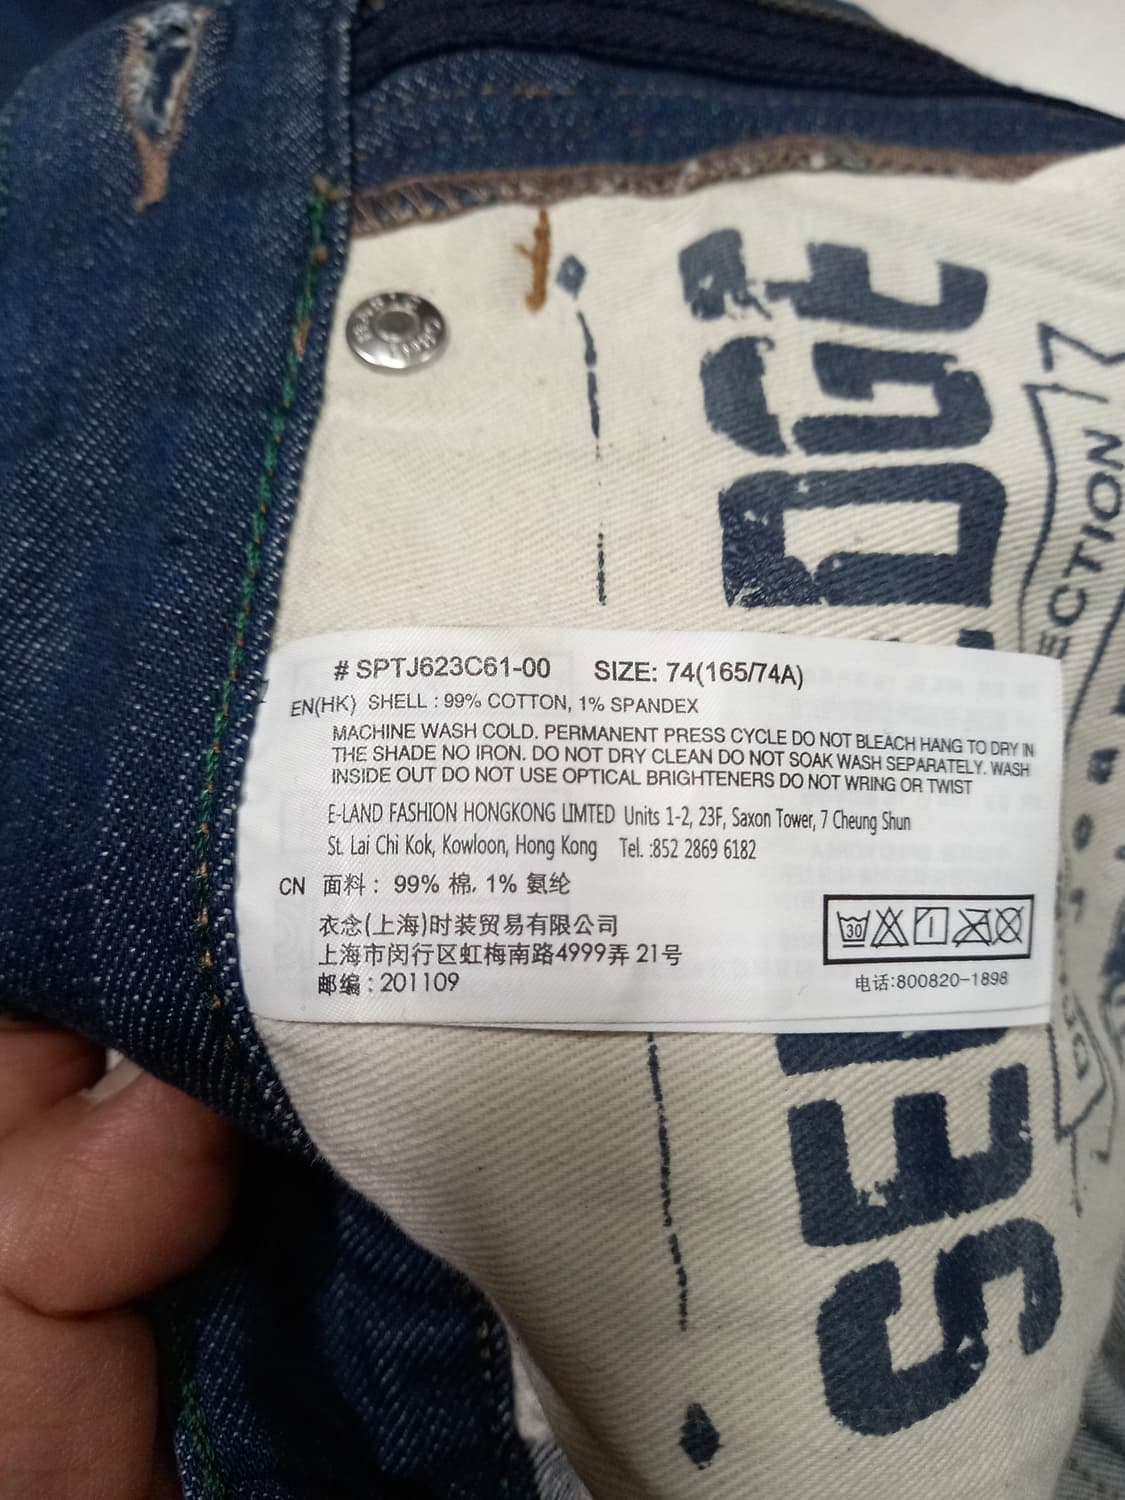 # SPTJ623C61-00 SIZE: 74(165/74A)
EN(HK) SHELL : 99% COTTON, 1% SPANDEX
MACHINE WASH COLD. PERMANENT PRESS CYCLE DO NOT BLEACH HANG TO DRY IN
THE SHADE NO IRON. DO NOT DRY CLEAN DO NOT SOAK WASH SEPARATELY. WASH
INSIDE OUT DO NOT USE OPTICAL BRIGHTENERS DO NOT WRING OR TWIST
E-LAND FASHION HONGKONG LIMTED Units 1-2, 23F, Saxon Tower, 7 Cheung Shun
St. Lai Chi Kok, Kowloon, Hong Kong Tel. :852 2869 6182
CN 面料 : 99% 棉, 1% 氨纶
衣念(上海)时装贸易有限公司
上海市闵行区虹梅南路4999弄 21号
邮编 : 201109
30
电话:800820-1898